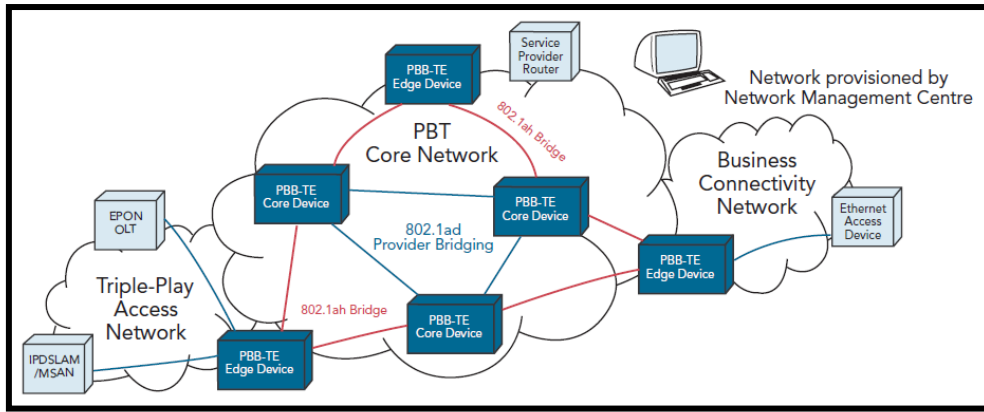 Service
Provider
Router
PBB-TE
Edge Device
Network provisioned by
Network Management Centre
PBT
Core Network
802.1ah Bridge
Business
Connectivity
Network
PBB-TE
Core Device
PBB-TE
Core Device
EPON
OLT
802.1ad
Provider Bridging
Ethernet
Access
Device
PBB-TE
Edge Device
Triple-Play
Access
Network
802.1ah Bridge
PBB-TE
Core Device
IPDSLAM
/MSAN
PBB-TE
Edge Device